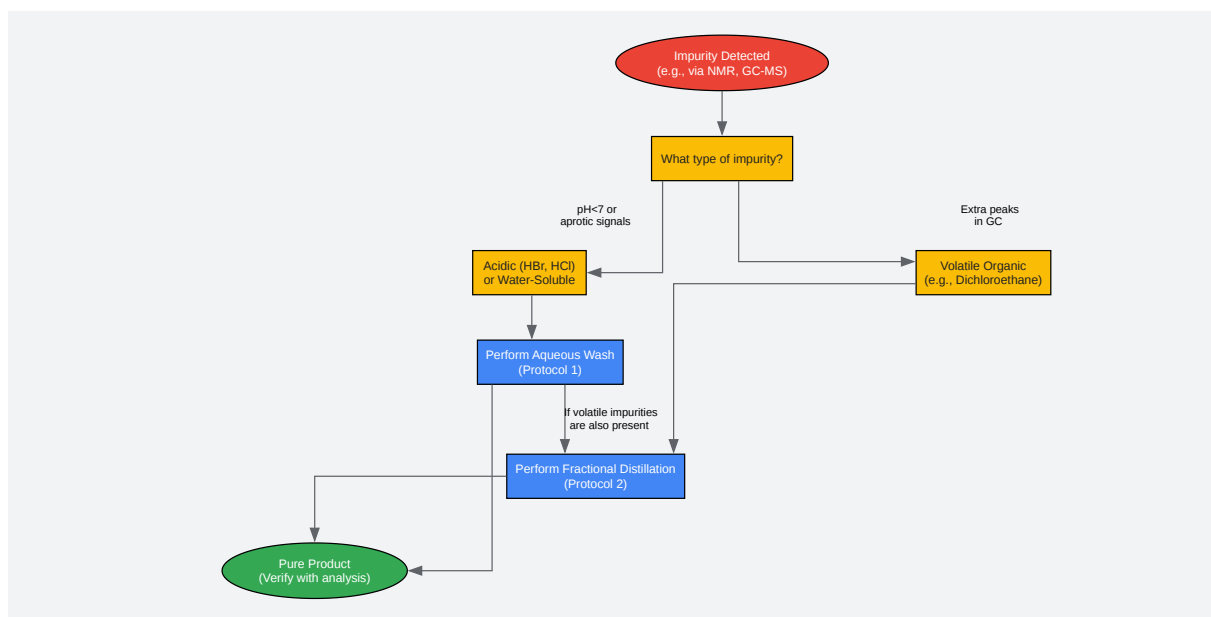 Impurity Detected
(e.g., via NMR, GC-MS)
What type of impurity?
pH<7 or
aprotic signals
Extra peaks
in GC
Acidic (HBr, HCl)
or Water-Soluble
Volatile Organic
(e.g., Dichloroethane)
Perform Aqueous Wash
(Protocol 1)
If volatile impurities
are also present
Perform Fractional Distillation
(Protocol 2)
Pure Product
(Verify with analysis)